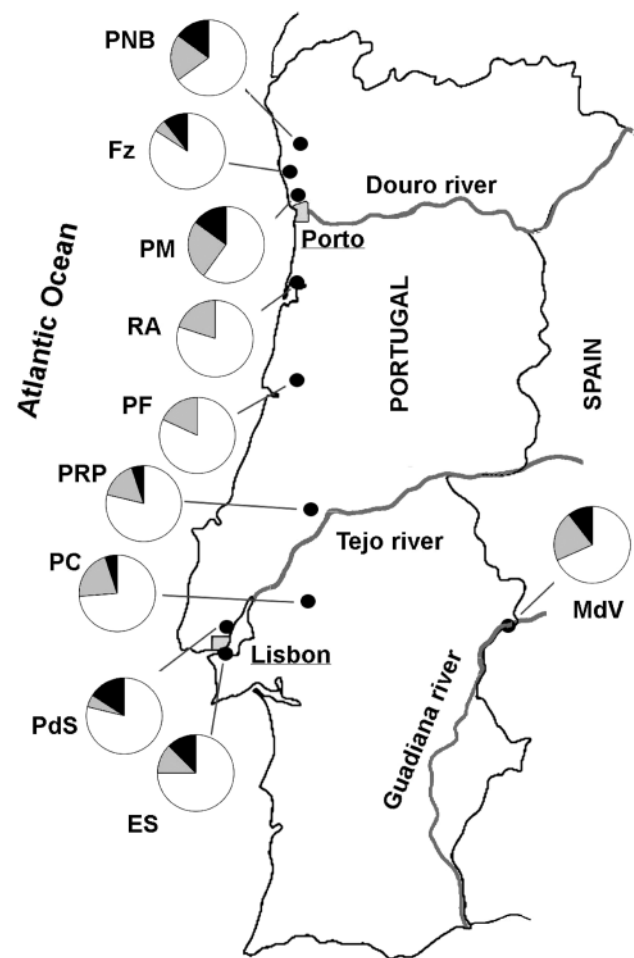 PNB
Fz
Douro river
PM
Porto
Atlantic Ocean
RA
PORTUGAL
SPAIN
PF
PRP
Tejo river
PC
MdV
Lisbon
PdS
Guadiana river
ES